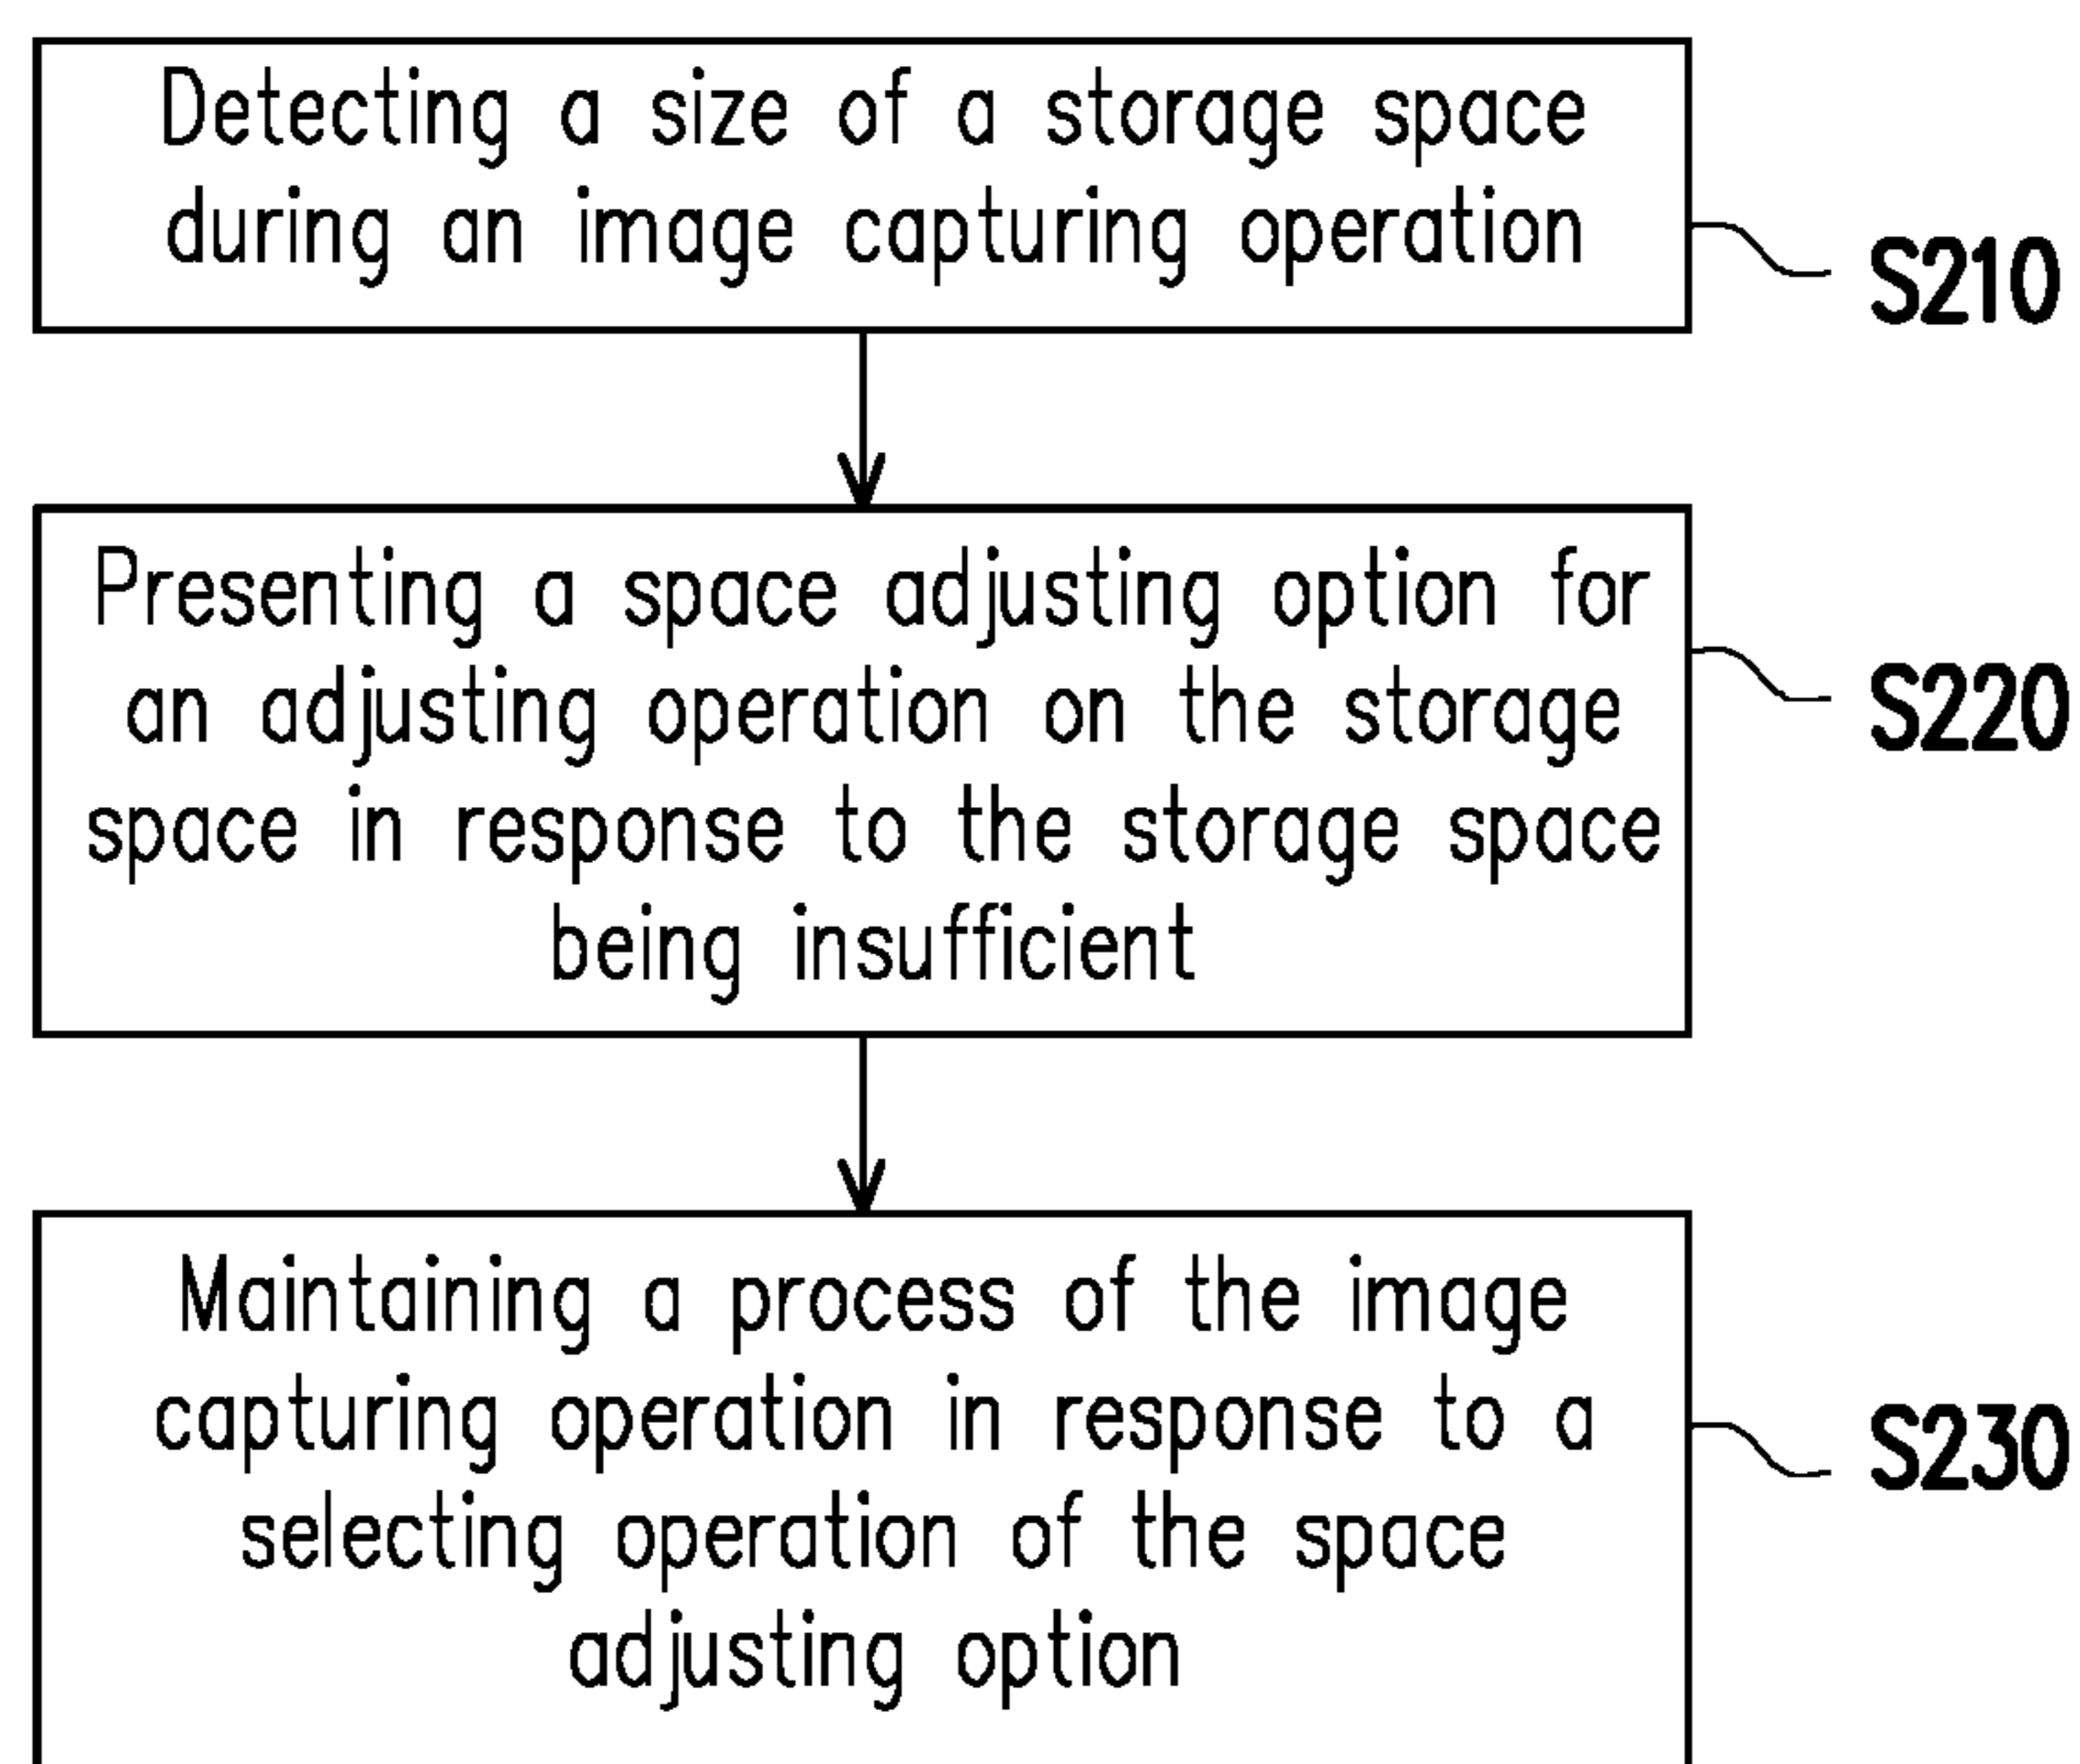 Detecting a size of a storage space
during an image capturing operation
S210
Presenting a space adjusting option for
an adjusting operation on the storage
space in response to the storage space
being insufficient
S220
Maintaining a process of the image
capturing operation in response to a
selecting operation of the space
adjusting option
S230